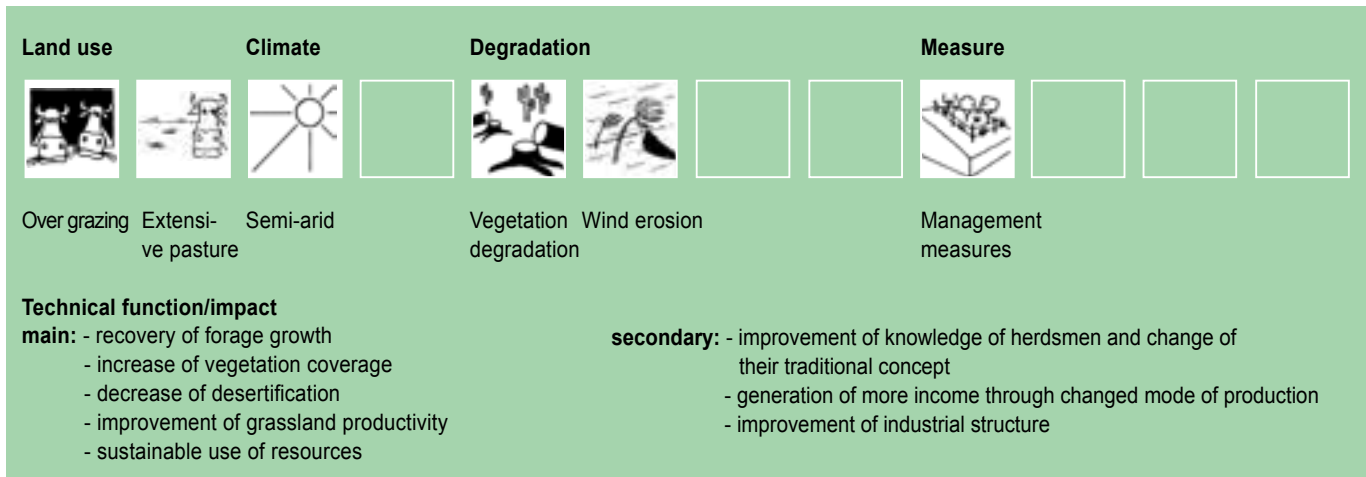 Land use Climate Degradation Measure
Over grazing Extensi- Semi-arid Vegetation Wind erosion Management
ve pasture degradation measures
Technical function/impact
main: - recovery of forage growth
- increase of vegetation coverage
- decrease of desertification
- improvement of grassland productivity
- sustainable use of resources
secondary: - improvement of knowledge of herdsmen and change of
their traditional concept
- generation of more income through changed mode of production
- improvement of industrial structure